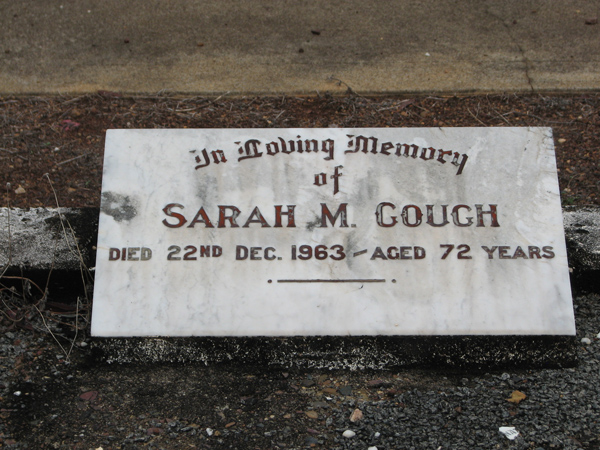 In Loving Memory
of
SARAH M. GOUGH
DIED 22ND DEC. 1963 – AGED 72 YEARS